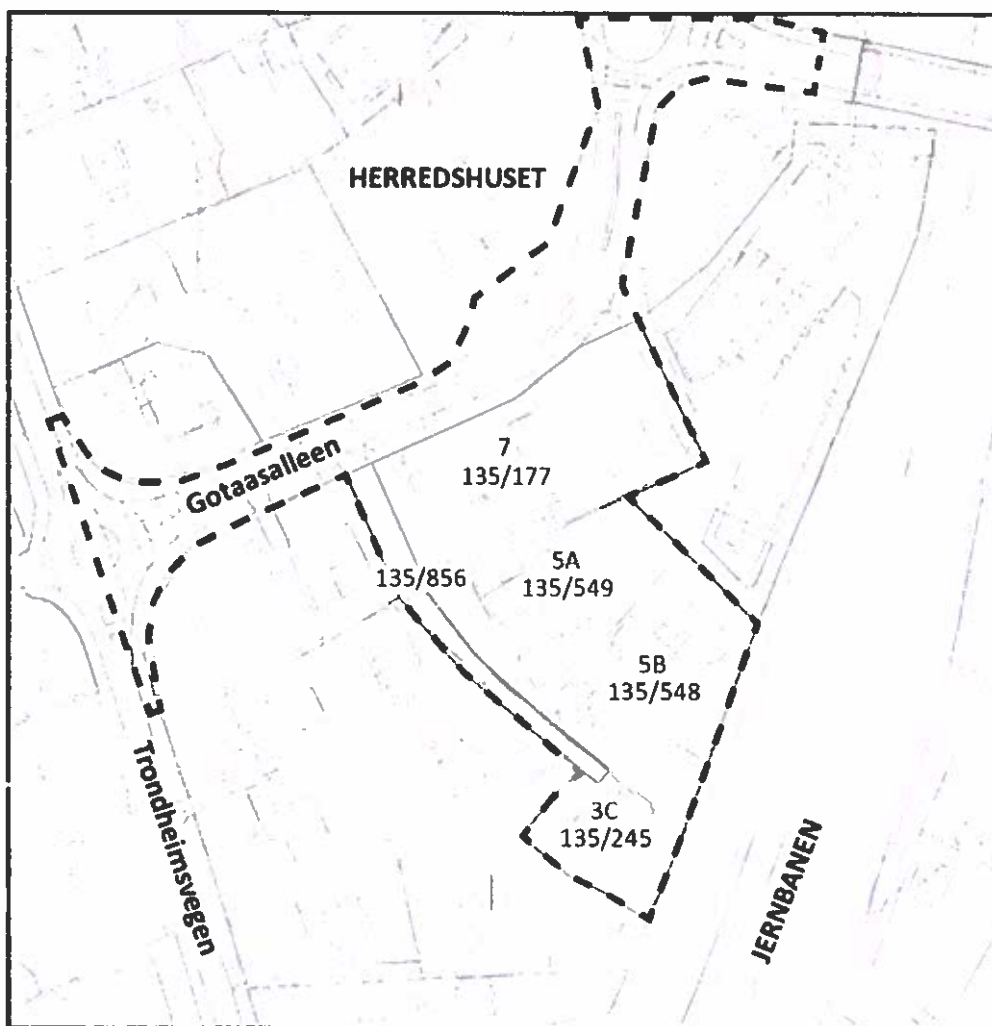 HERREDSHUSET
Gotaasalleen
7
135/177
5A
135/549
135/856
5B
135/548
3C
135/245
Trondheimsvegen
JERNBANEN